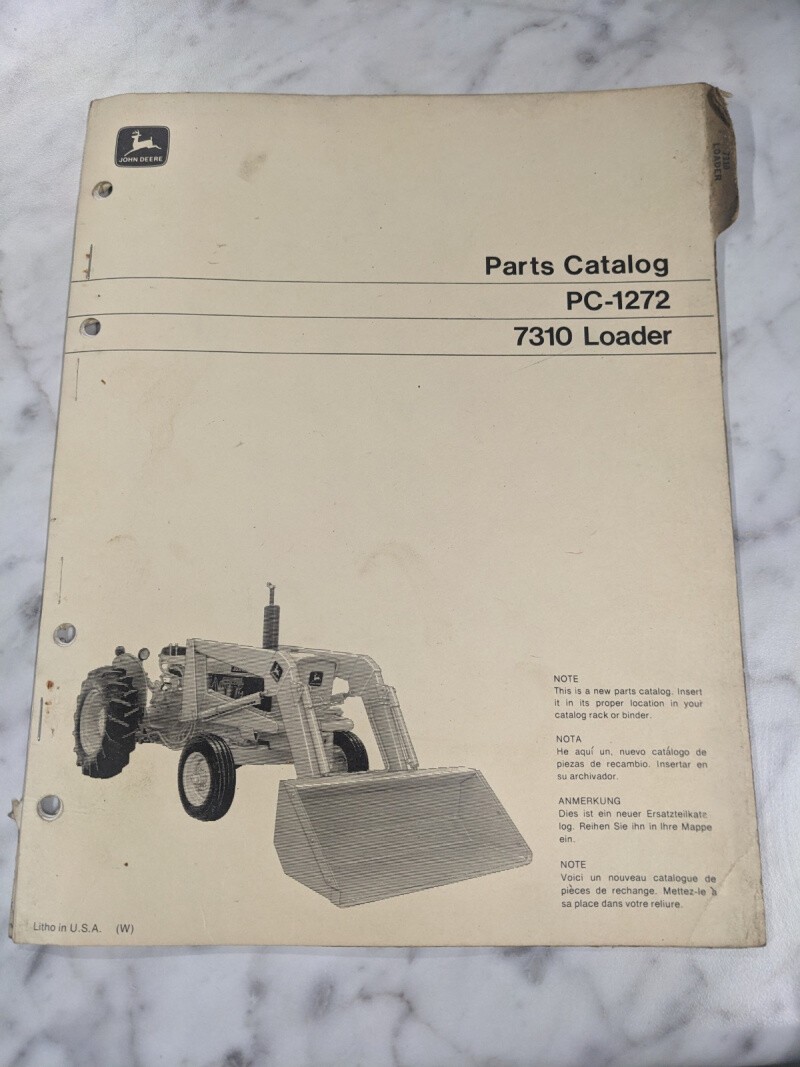 JOHN DEERE
7310
LOADER
Parts Catalog
PC-1272
7310 Loader
NOTE
This is a new parts catalog. Insert
it in its proper location in your
catalog rack or binder.
NOTA
He aquí un, nuevo catálogo de
piezas de recambio. Insertar en
su archivador.
ANMERKUNG
Dies ist ein neuer Ersatzteilkata
log. Reihen Sie ihn in Ihre Mappe
ein.
NOTE
Voici un nouveau catalogue de
pièces de rechange. Mettez-le à
sa place dans votre reliure.
Litho in U.S.A. (W)